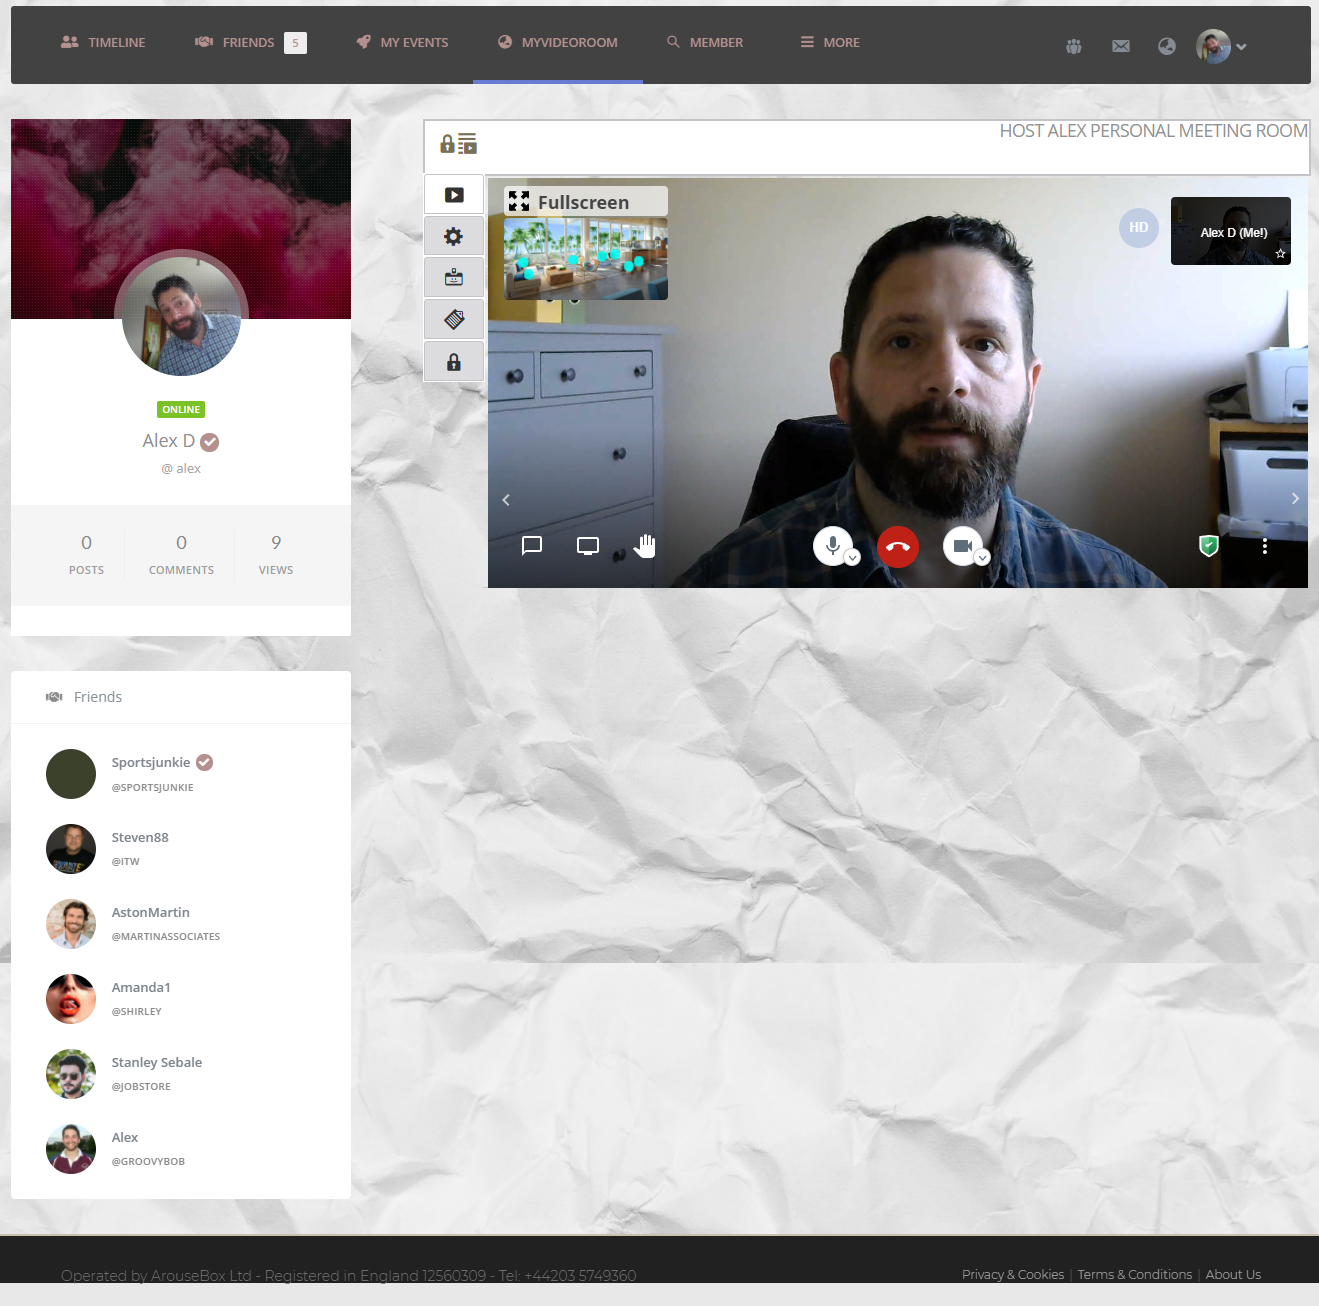 TIMELINE
FRIENDS 5
MY EVENTS
MYVIDEOROOM
MEMBER
MORE
HOST ALEX PERSONAL MEETING ROOM
Fullscreen
HD
Alex D (Me!)
ONLINE
Alex D
@ alex
0 0 9
POSTS COMMENTS VIEWS
Friends
Sportsjunkie
@SPORTSJUNKIE
Steven88
@ITW
AstonMartin
@MARTINASSOCIATES
Amanda1
@SHIRLEY
Stanley Sebale
@JOBSTORE
Alex
@GROOVYBOB
Operated by ArouseBox Ltd - Registered in England 12560309 - Tel: +44203 5749360
Privacy & Cookies | Terms & Conditions | About Us